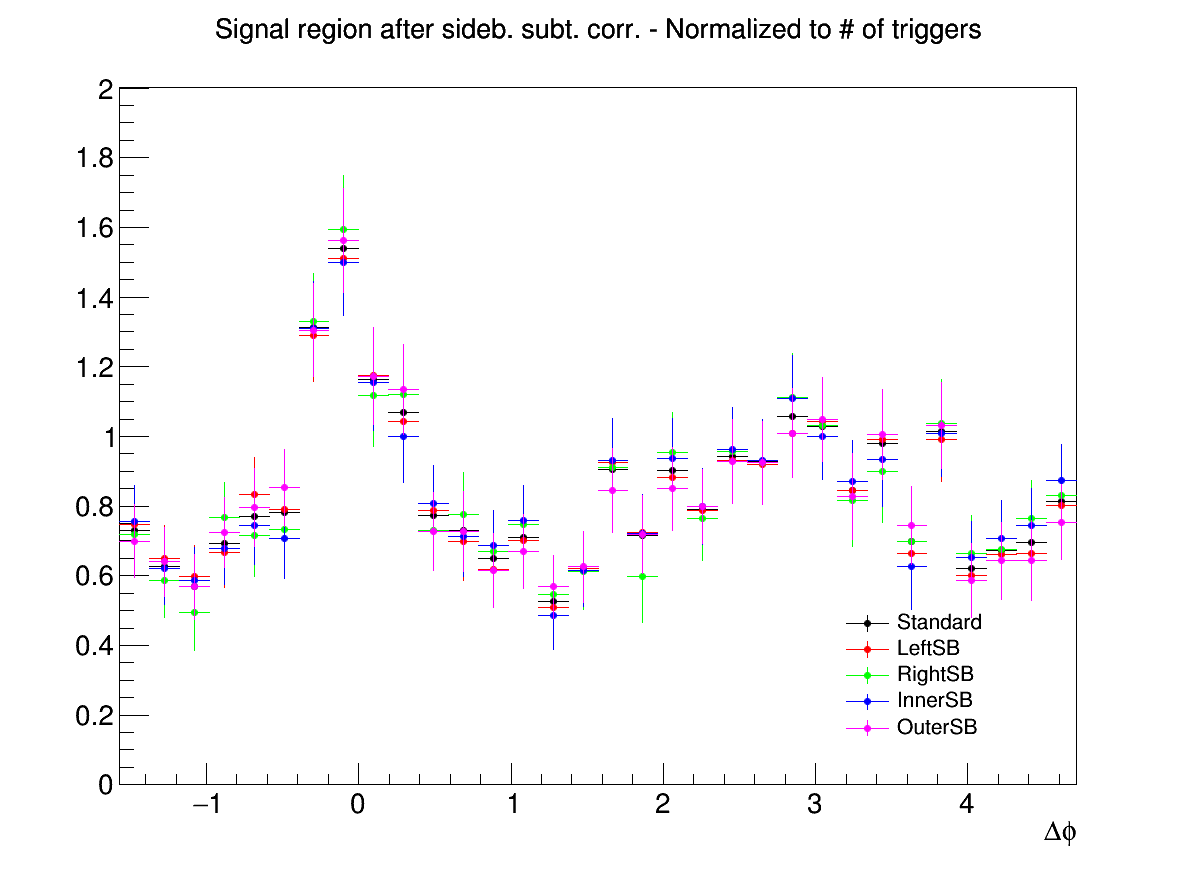 Signal region after sideb. subt. corr. - Normalized to # of triggers
2
1.8
1.6
1.4
1.2
1
0.8
0.6
0.4
0.2
0
Standard
LeftSB
RightSB
InnerSB
OuterSB
−1 0 1 2 3 4
Δϕ